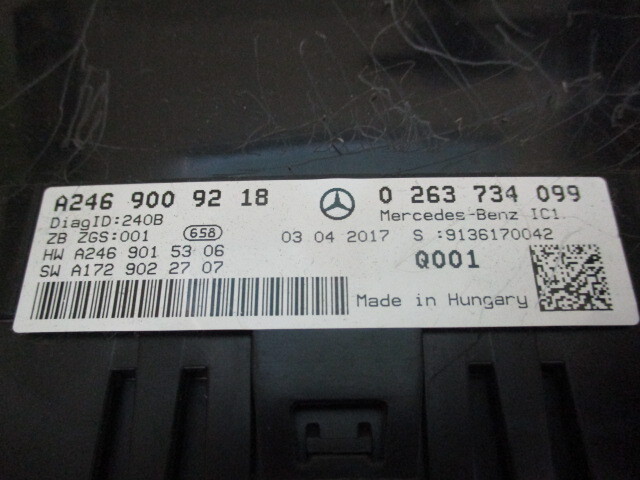 A246 900 92 18 0 263 734 099
DiagID:240B Mercedes-Benz IC1
ZB ZGS:001 658 03 04 2017 S :9136170042
HW A246 901 53 06 Q001
SW A172 902 27 07
Made in Hungary